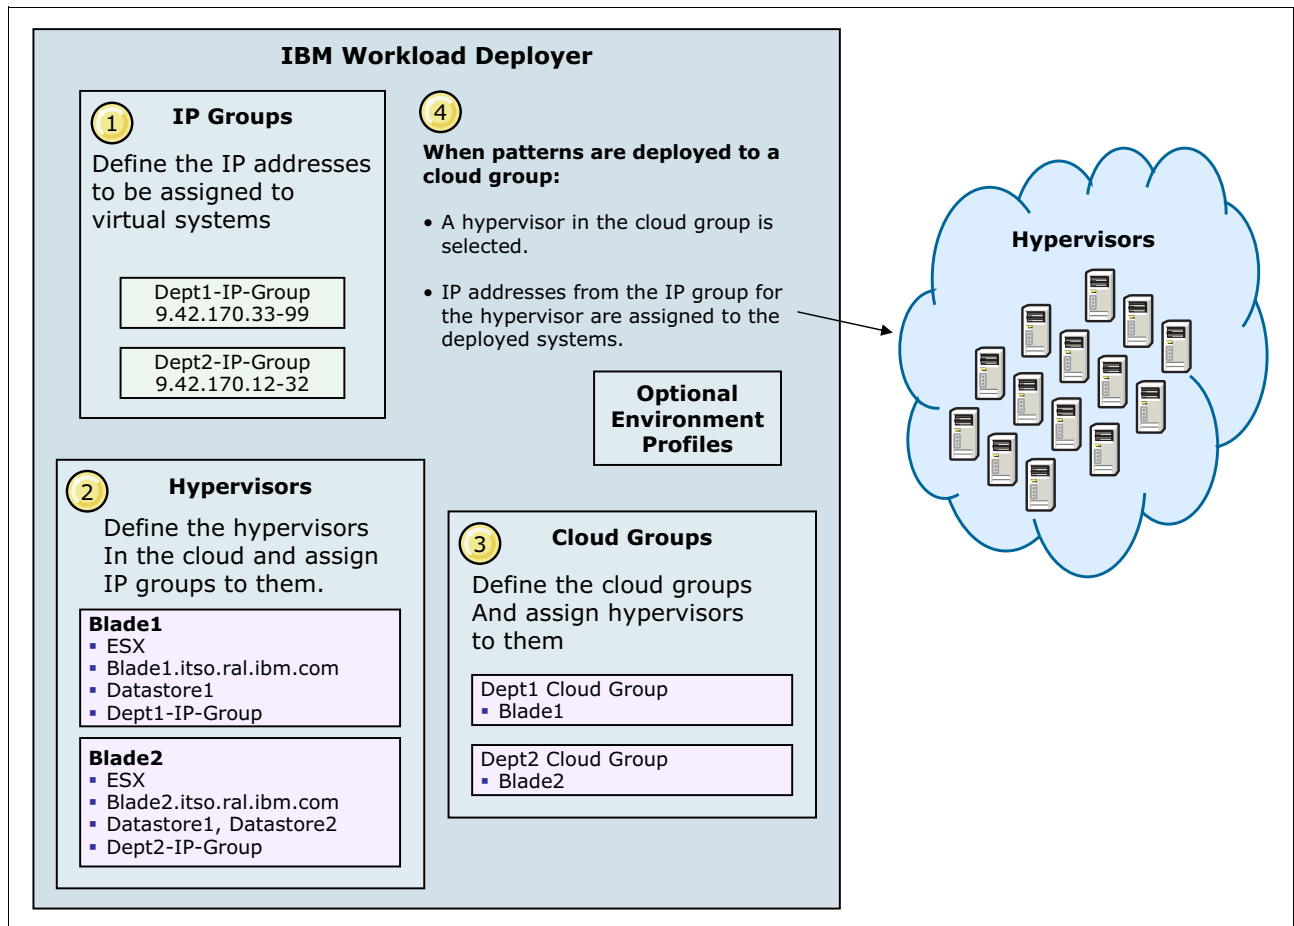 IBM Workload Deployer
1
IP Groups
Define the IP addresses
to be assigned to
virtual systems
Dept1-IP-Group
9.42.170.33-99
Dept2-IP-Group
9.42.170.12-32
4
When patterns are deployed to a
cloud group:
• A hypervisor in the cloud group is
selected.
• IP addresses from the IP group for
the hypervisor are assigned to the
deployed systems.
Optional
Environment
Profiles
2
Hypervisors
Define the hypervisors
In the cloud and assign
IP groups to them.
Blade1
▪ ESX
▪ Blade1.itso.ral.ibm.com
▪ Datastore1
▪ Dept1-IP-Group
Blade2
▪ ESX
▪ Blade2.itso.ral.ibm.com
▪ Datastore1, Datastore2
▪ Dept2-IP-Group
3
Cloud Groups
Define the cloud groups
And assign hypervisors
to them
Dept1 Cloud Group
▪ Blade1
Dept2 Cloud Group
▪ Blade2
Hypervisors